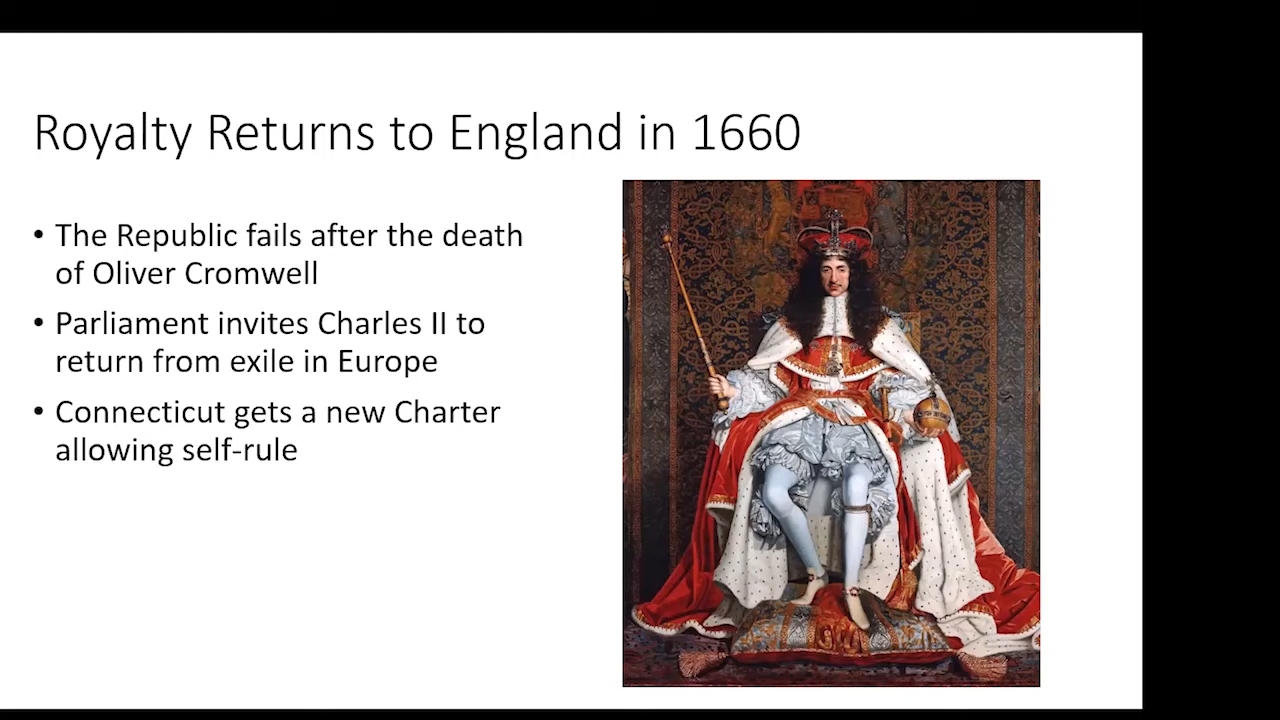 Royalty Returns to England in 1660
• The Republic fails after the death
of Oliver Cromwell
• Parliament invites Charles II to
return from exile in Europe
• Connecticut gets a new Charter
allowing self-rule